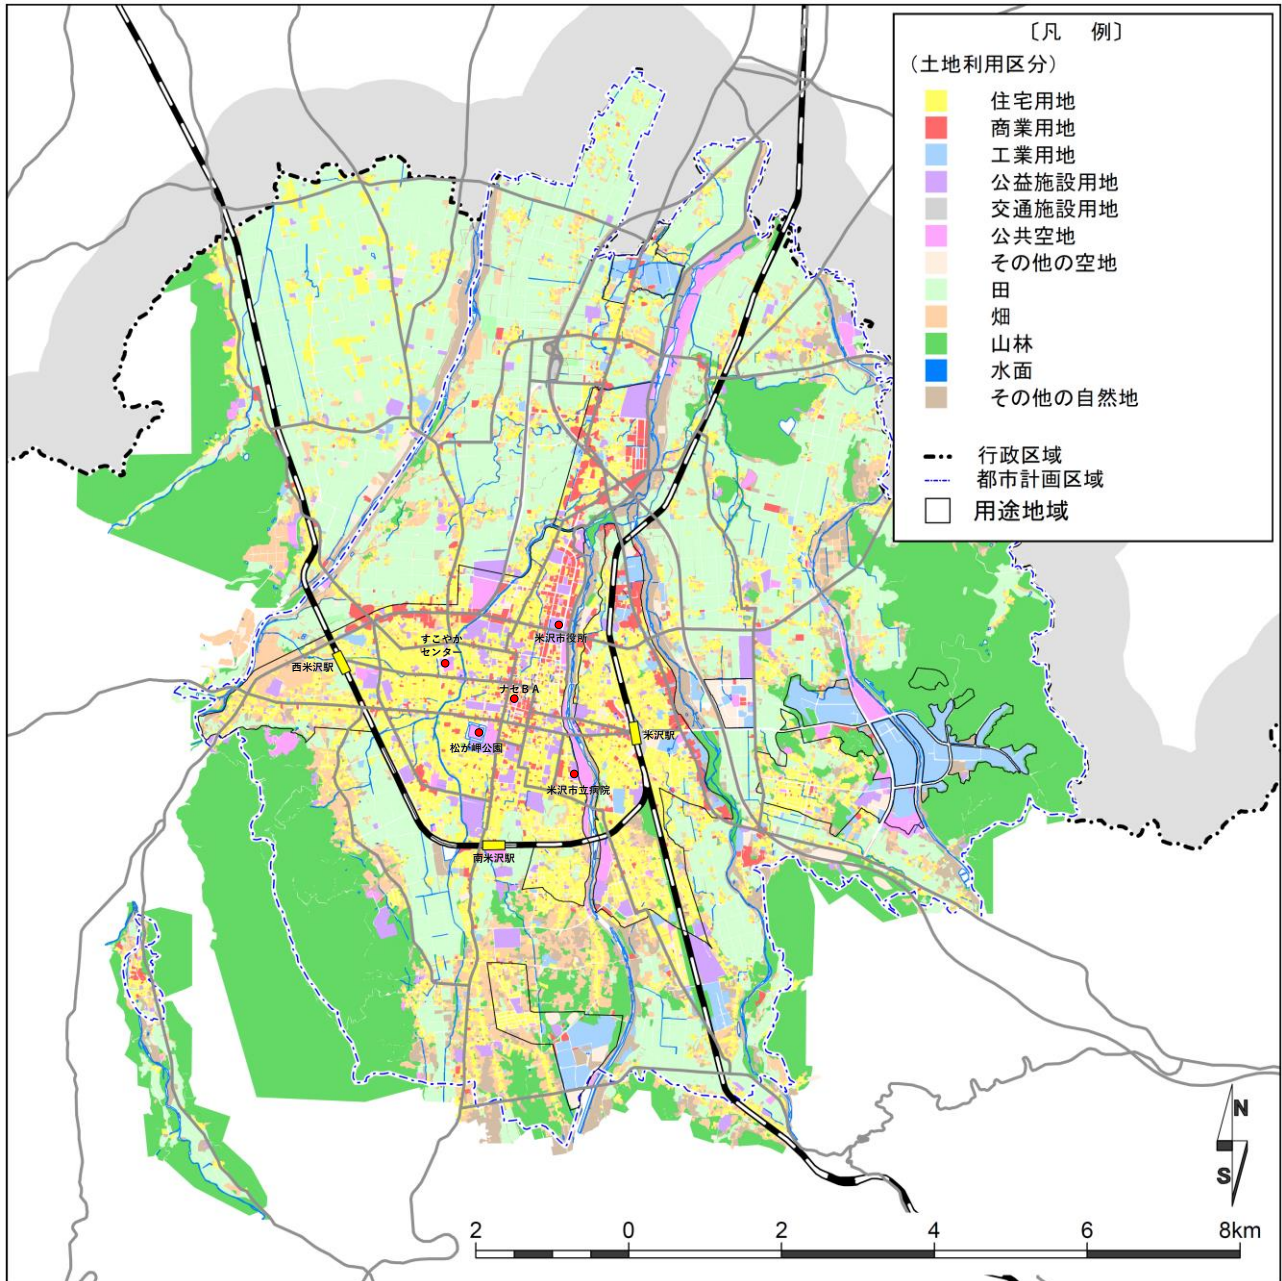 〔凡 例〕
（土地利用区分）
住宅用地
商業用地
工業用地
公益施設用地
交通施設用地
公共空地
その他の空地
田
畑
山林
水面
その他の自然地
行政区域
都市計画区域
用途地域
すこやか
センター
米沢市役所
西米沢駅
ナセBA
松が岬公園
米沢駅
米沢市立病院
南米沢駅
N
S
2 0 2 4 6 8km